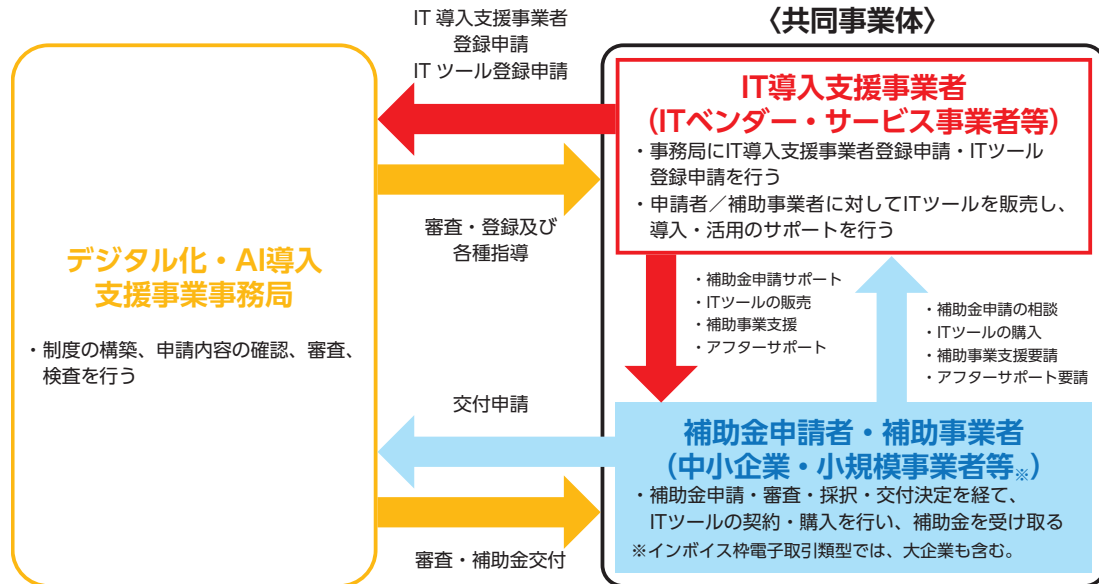 IT 導入支援事業者
登録申請
IT ツール登録申請
審査・登録及び
各種指導
デジタル化・AI導入
支援事業事務局
・制度の構築、申請内容の確認、審査、
検査を行う
交付申請
審査・補助金交付
〈共同事業体〉
IT導入支援事業者
（ITベンダー・サービス事業者等）
・事務局にIT導入支援事業者登録申請・ITツール
登録申請を行う
・申請者／補助事業者に対してITツールを販売し、
導入・活用のサポートを行う
・補助金申請サポート
・ITツールの販売
・補助事業支援
・アフターサポート
・補助金申請の相談
・ITツールの購入
・補助事業支援要請
・アフターサポート要請
補助金申請者・補助事業者
（中小企業・小規模事業者等※）
・補助金申請・審査・採択・交付決定を経て、
ITツールの契約・購入を行い、補助金を受け取る
※インボイス枠電子取引類型では、大企業も含む。